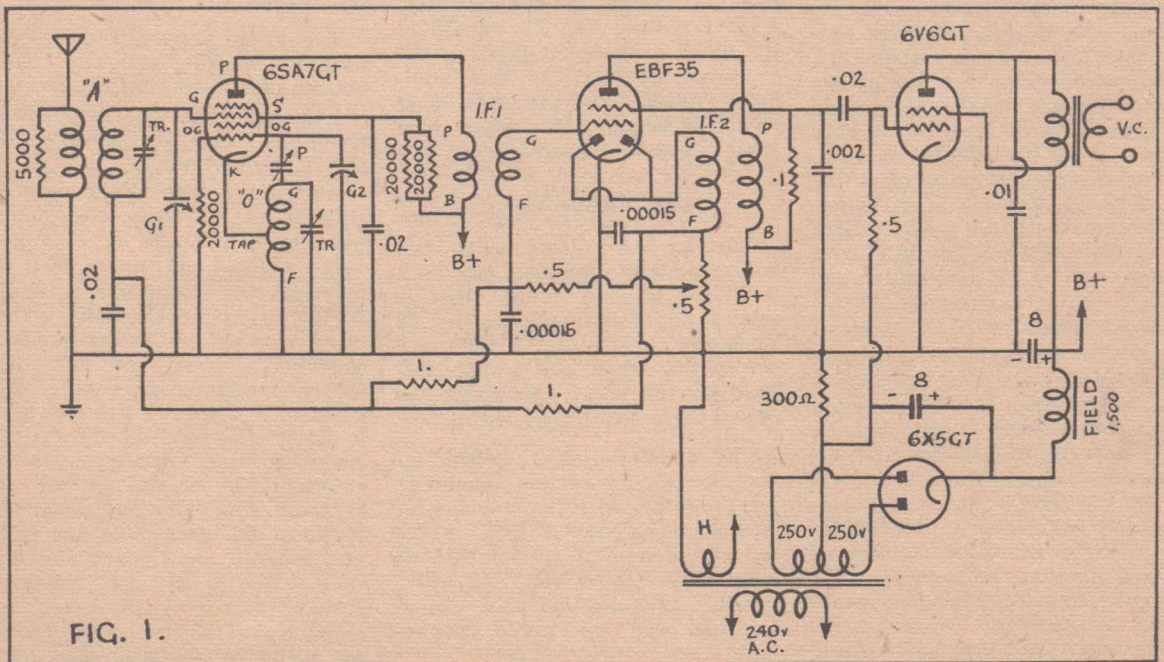 "A"
5000
TR.
.02
G1
20000
6SA7GT
P
G
S
OG
OG
K
P
"O"
G
TAP
F
TR
G2
.02
20000
20000
I.F.1
P
B
B+
G
F
.00015
EBF35
I.F.2
G
P
F
B
.00015
.5
.5
.1
B+
.002
.02
.5
6V6GT
V.C.
.01
B+
8
- +
FIELD
1,500
1.
1.
300Ω
8
- +
6X5GT
H
250V 250V
240V
A.C.
FIG. 1.